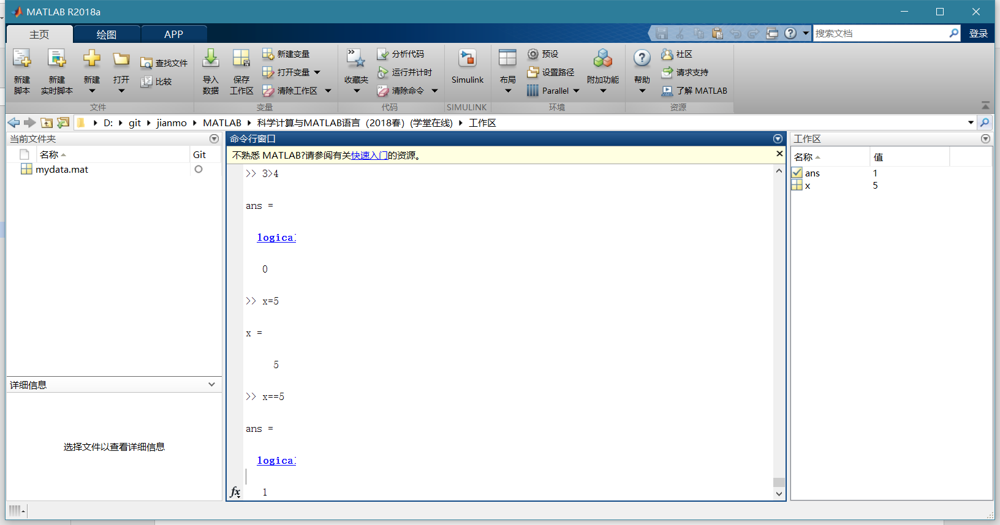 MATLAB R2018a
主页 绘图 APP
搜索文档 登录
新建脚本 新建实时脚本 新建 打开 查找文件 比较
文件
导入数据 保存工作区 新建变量 打开变量 清除工作区
变量
收藏夹 分析代码 运行并计时 清除命令
代码
Simulink
SIMULINK
布局 预设 设置路径 Parallel 附加功能
环境
帮助 社区 请求支持 了解 MATLAB
资源
D: git jianmo MATLAB 科学计算与MATLAB语言（2018春）(学堂在线) 工作区
当前文件夹
名称 Git
mydata.mat
详细信息
选择文件以查看详细信息
命令行窗口
不熟悉 MATLAB?请参阅有关快速入门的资源。
>> 3>4
ans =
logical
0
>> x=5
x =
5
>> x==5
ans =
logical
1
fx
工作区
名称 值
ans 1
x 5